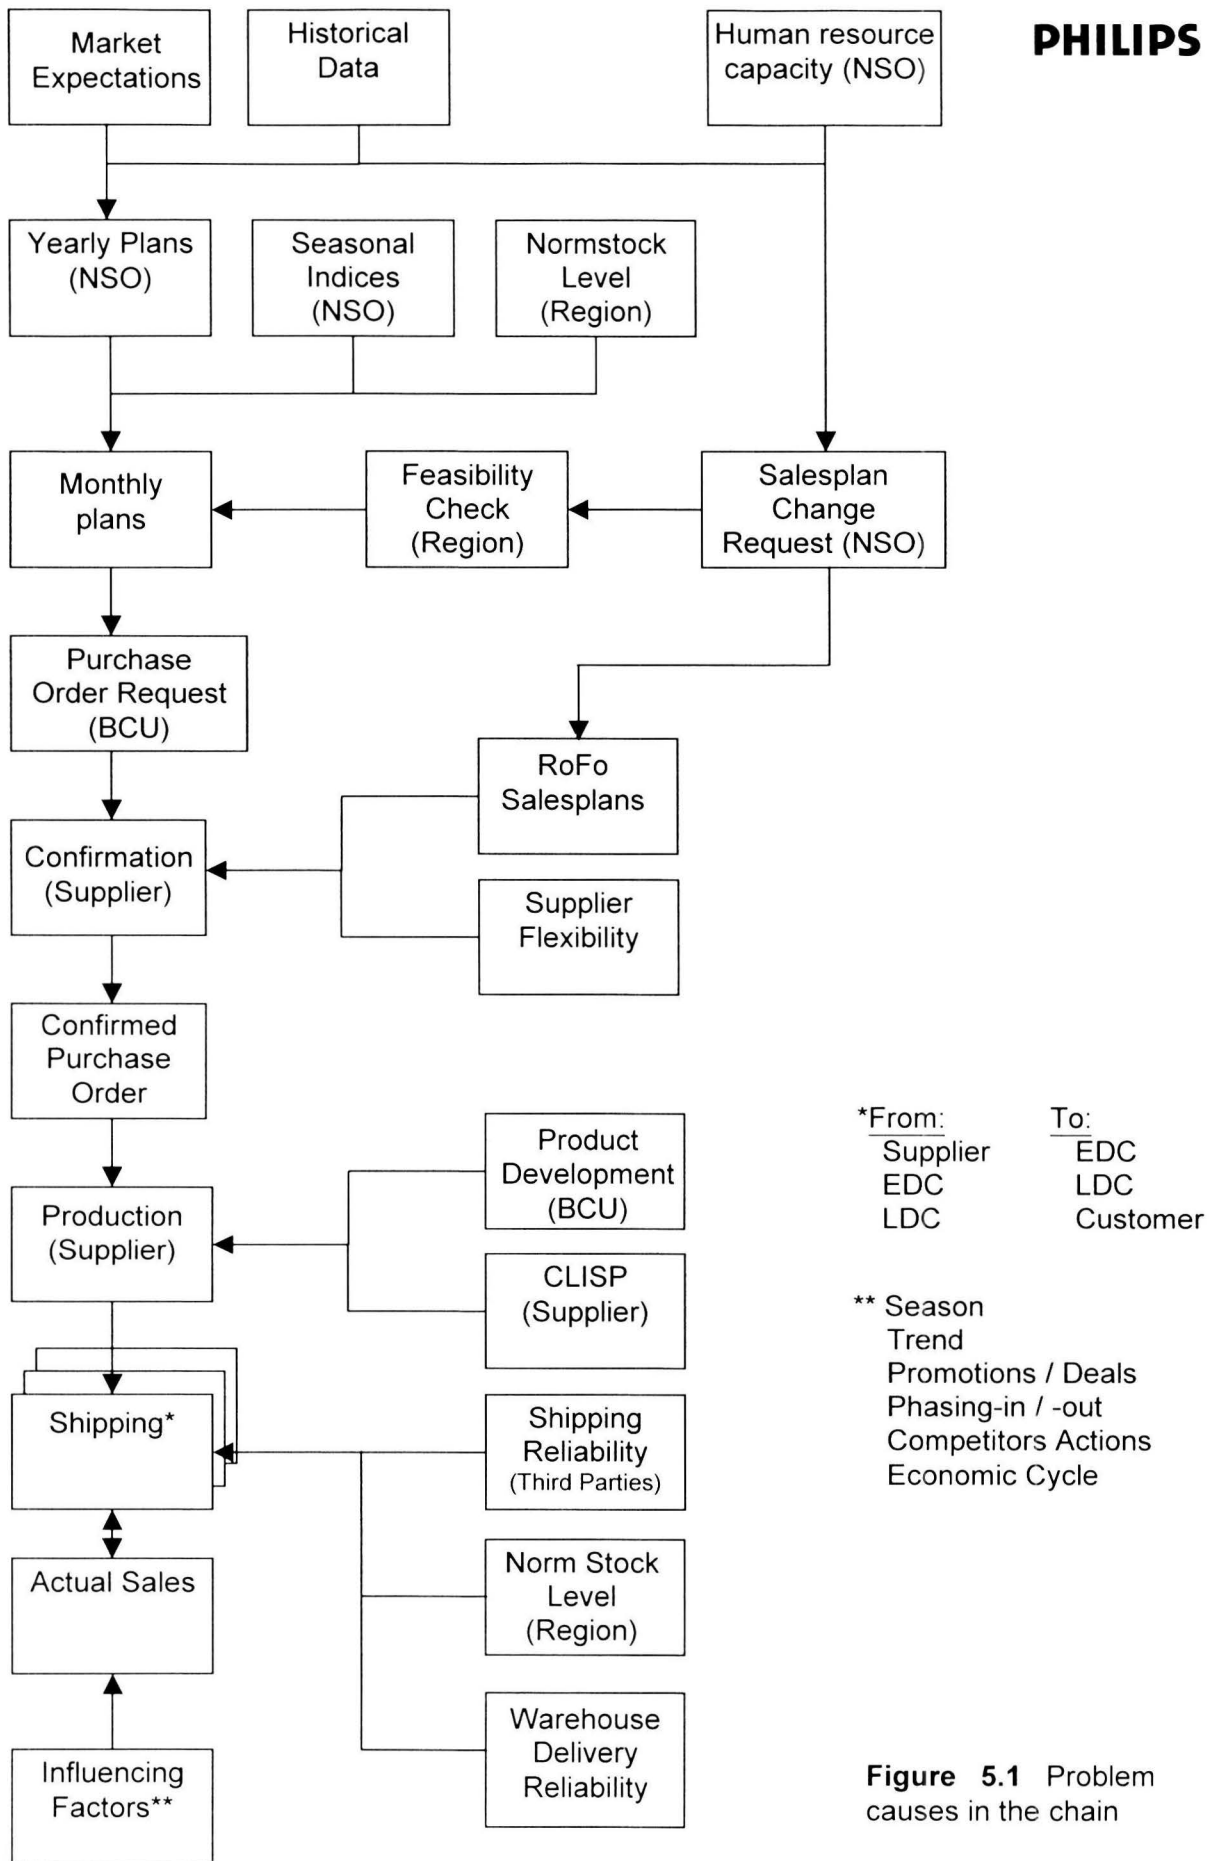 PHILIPS
Market
Expectations
Historical
Data
Human resource
capacity (NSO)
Yearly Plans
(NSO)
Seasonal
Indices
(NSO)
Normstock
Level
(Region)
Monthly
plans
Feasibility
Check
(Region)
Salesplan
Change
Request (NSO)
Purchase
Order Request
(BCU)
RoFo
Salesplans
Confirmation
(Supplier)
Supplier
Flexibility
Confirmed
Purchase
Order
Product
Development
(BCU)
Production
(Supplier)
CLISP
(Supplier)
*From: To:
Supplier EDC
EDC LDC
LDC Customer
** Season
Trend
Promotions / Deals
Phasing-in / -out
Competitors Actions
Economic Cycle
Shipping*
Shipping
Reliability
(Third Parties)
Actual Sales
Norm Stock
Level
(Region)
Warehouse
Delivery
Reliability
Influencing
Factors**
Figure 5.1 Problem
causes in the chain